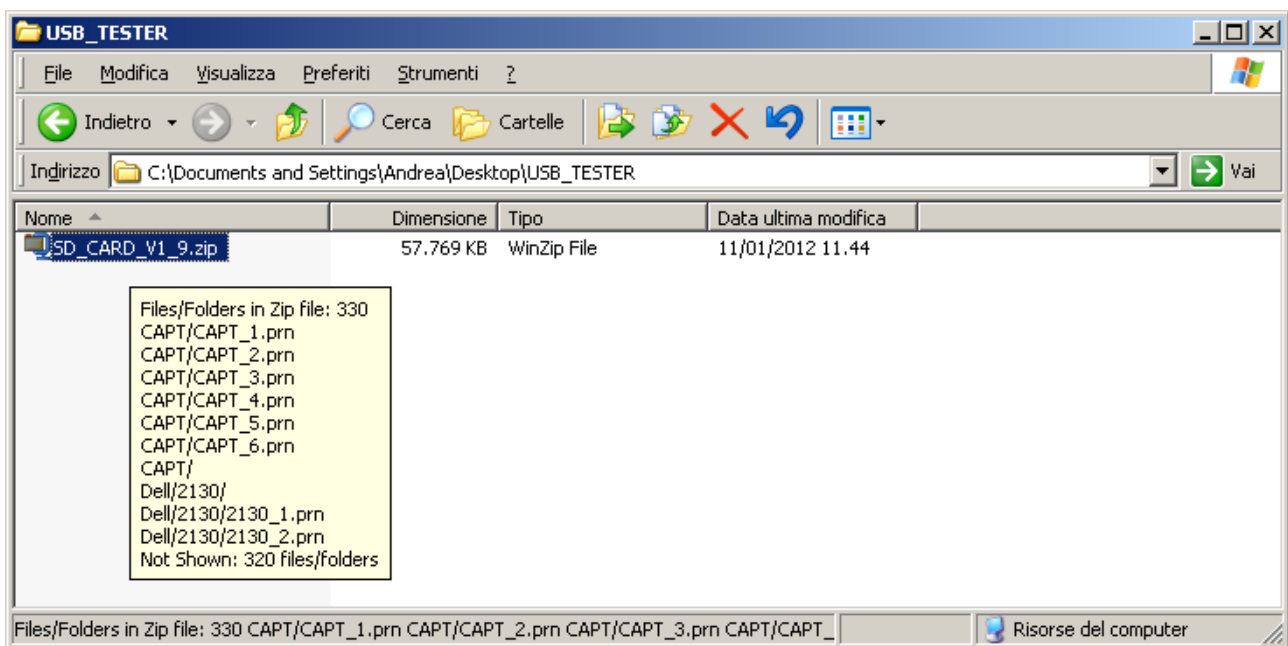 USB_TESTER
File Modifica Visualizza Preferiti Strumenti ?
Indietro Cerca Cartelle
Indirizzo C:\Documents and Settings\Andrea\Desktop\USB_TESTER Vai
Nome Dimensione Tipo Data ultima modifica
SD_CARD_V1_9.zip 57.769 KB WinZip File 11/01/2012 11.44
Files/Folders in Zip file: 330
CAPT/CAPT_1.prn
CAPT/CAPT_2.prn
CAPT/CAPT_3.prn
CAPT/CAPT_4.prn
CAPT/CAPT_5.prn
CAPT/CAPT_6.prn
CAPT/
Dell/2130/
Dell/2130/2130_1.prn
Dell/2130/2130_2.prn
Not Shown: 320 files/folders
Files/Folders in Zip file: 330 CAPT/CAPT_1.prn CAPT/CAPT_2.prn CAPT/CAPT_3.prn CAPT/CAPT_ Risorse del computer